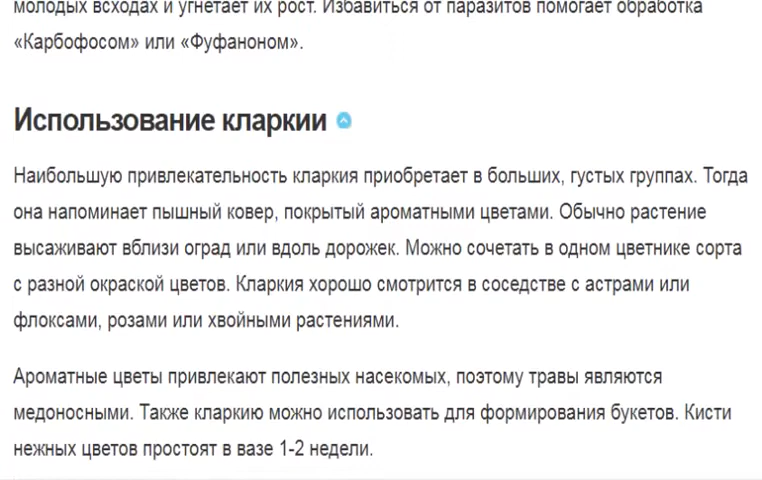 молодых всходах и угнетает их рост. Избавиться от паразитов помогает обработка
«Карбофосом» или «Фуфаноном».
Использование кларкии
Наибольшую привлекательность кларкия приобретает в больших, густых группах. Тогда
она напоминает пышный ковер, покрытый ароматными цветами. Обычно растение
высаживают вблизи оград или вдоль дорожек. Можно сочетать в одном цветнике сорта
с разной окраской цветов. Кларкия хорошо смотрится в соседстве с астрами или
флоксами, розами или хвойными растениями.
Ароматные цветы привлекают полезных насекомых, поэтому травы являются
медоносными. Также кларкию можно использовать для формирования букетов. Кисти
нежных цветов простоят в вазе 1-2 недели.